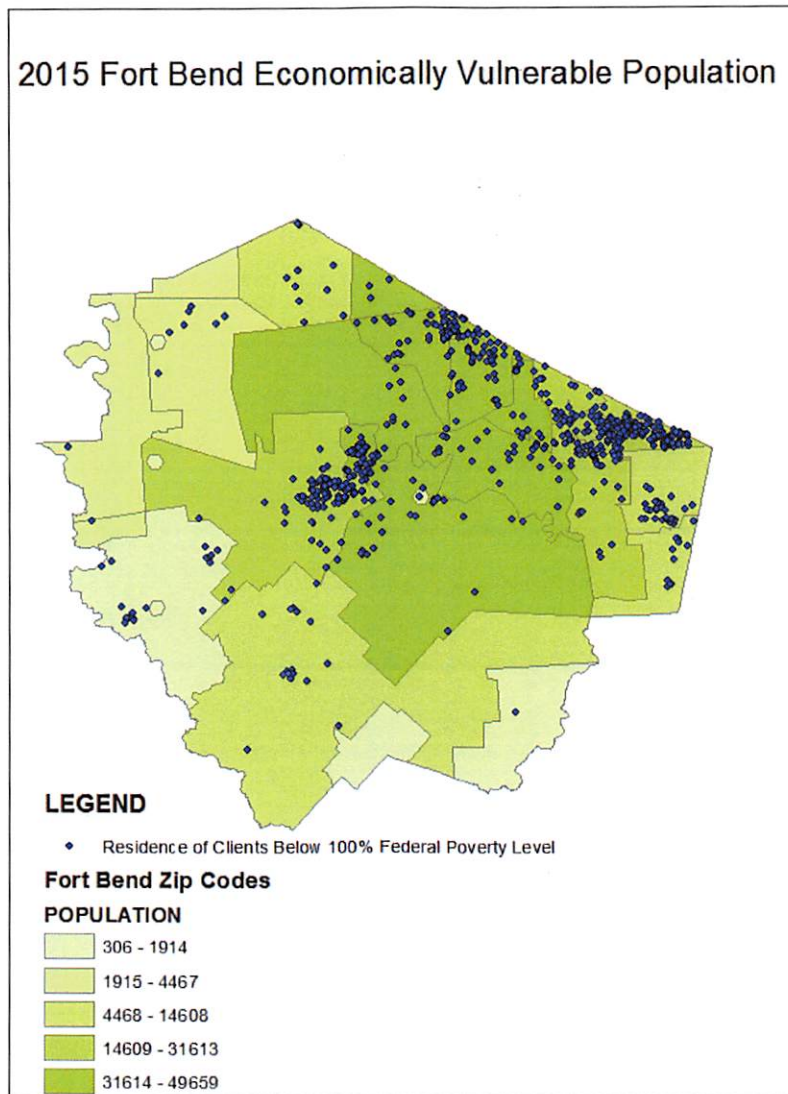 2015 Fort Bend Economically Vulnerable Population
LEGEND
Residence of Clients Below 100% Federal Poverty Level
Fort Bend Zip Codes
POPULATION
306 - 1914
1915 - 4467
4468 - 14608
14609 - 31613
31614 - 49659